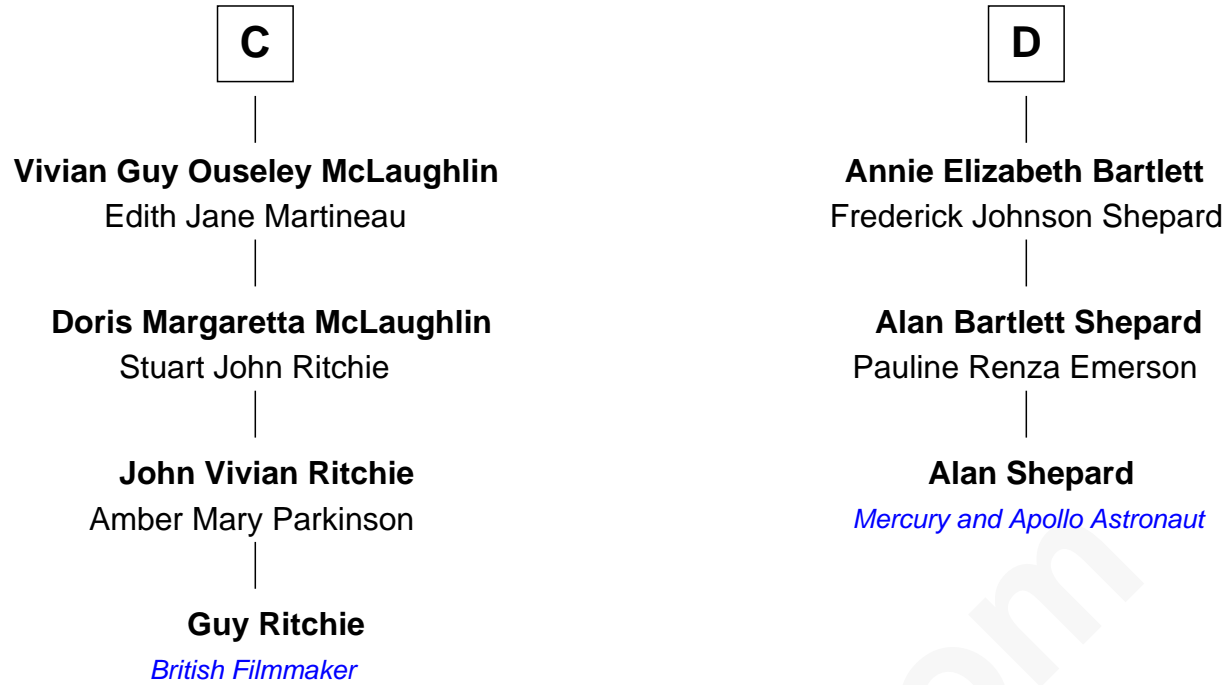 C
Vivian Guy Ouseley McLaughlin
Edith Jane Martineau
Doris Margaretta McLaughlin
Stuart John Ritchie
John Vivian Ritchie
Amber Mary Parkinson
Guy Ritchie
British Filmmaker
D
Annie Elizabeth Bartlett
Frederick Johnson Shepard
Alan Bartlett Shepard
Pauline Renza Emerson
Alan Shepard
Mercury and Apollo Astronaut
om